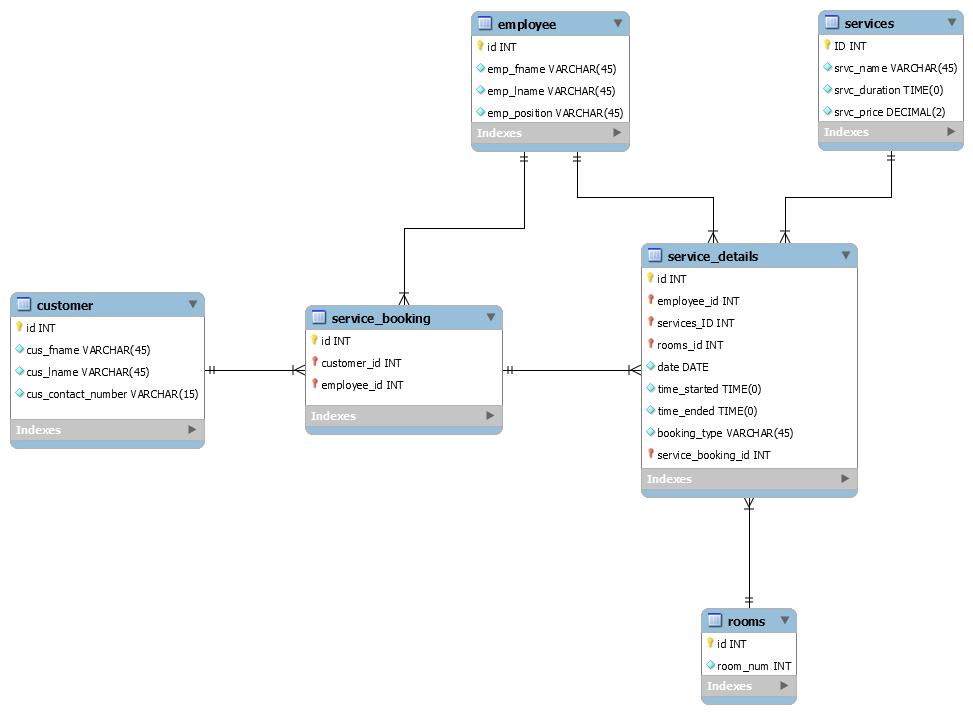 employee
id INT
emp_fname VARCHAR(45)
emp_lname VARCHAR(45)
emp_position VARCHAR(45)
Indexes
services
ID INT
srvc_name VARCHAR(45)
srvc_duration TIME(0)
srvc_price DECIMAL(2)
Indexes
customer
id INT
cus_fname VARCHAR(45)
cus_lname VARCHAR(45)
cus_contact_number VARCHAR(15)
Indexes
service_booking
id INT
customer_id INT
employee_id INT
Indexes
service_details
id INT
employee_id INT
services_ID INT
rooms_id INT
date DATE
time_started TIME(0)
time_ended TIME(0)
booking_type VARCHAR(45)
service_booking_id INT
Indexes
rooms
id INT
room_num INT
Indexes